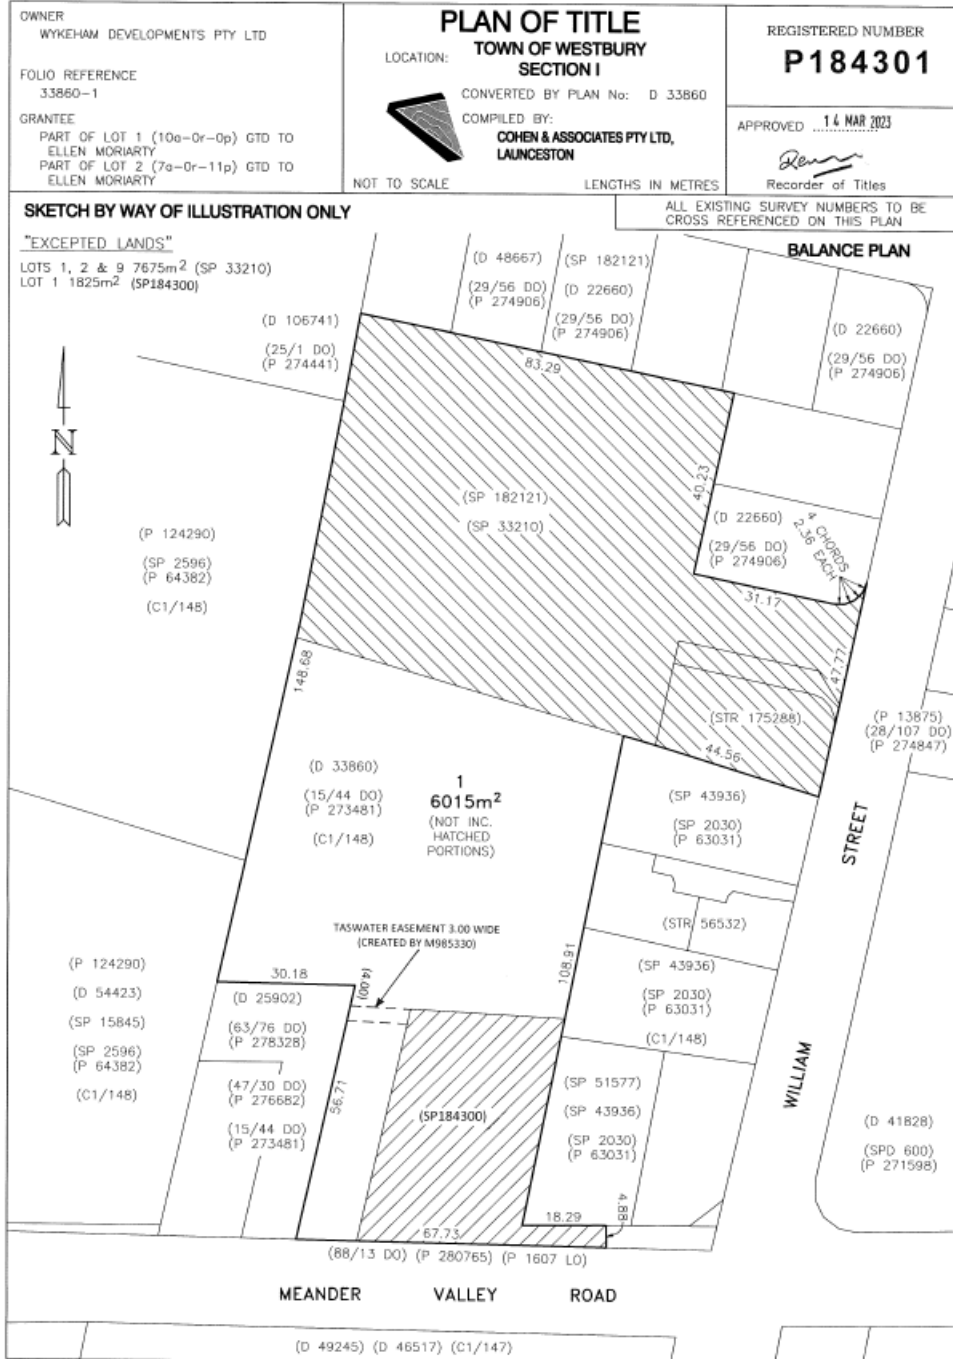 OWNER
WYKEHAM DEVELOPMENTS PTY LTD
FOLIO REFERENCE
33860-1
GRANTEE
PART OF LOT 1 (10a-0r-0p) GTD TO
ELLEN MORIARTY
PART OF LOT 2 (7a-0r-11p) GTD TO
ELLEN MORIARTY
PLAN OF TITLE
LOCATION:
TOWN OF WESTBURY
SECTION I
CONVERTED BY PLAN No: D 33860
COMPILED BY:
COHEN & ASSOCIATES PTY LTD,
LAUNCESTON
NOT TO SCALE
LENGTHS IN METRES
REGISTERED NUMBER
P184301
APPROVED 14 MAR 2023
Recorder of Titles
SKETCH BY WAY OF ILLUSTRATION ONLY
ALL EXISTING SURVEY NUMBERS TO BE
CROSS REFERENCED ON THIS PLAN
"EXCEPTED LANDS"
LOTS 1, 2 & 9 7675m² (SP 33210)
LOT 1 1825m² (SP184300)
BALANCE PLAN
(D 48667)
(29/56 DO)
(P 274906)
(SP 182121)
(D 22660)
(29/56 DO)
(P 274906)
(D 106741)
(25/1 DO)
(P 274441)
(D 22660)
(29/56 DO)
(P 274906)
83.29
N
40.23
(SP 182121)
(SP 33210)
(D 22660)
(29/56 DO)
(P 274906)
4 CHORDS
2.36 EACH
(P 124290)
(SP 2596)
(P 64382)
(C1/148)
31.17
148.68
47.77
(STR 175288)
(P 13875)
(28/107 DO)
(P 274847)
44.56
(D 33860)
(15/44 DO)
(P 273481)
(C1/148)
1
6015m²
(NOT INC.
HATCHED
PORTIONS)
(SP 43936)
(SP 2030)
(P 63031)
STREET
(STR 56532)
TASWATER EASEMENT 3.00 WIDE
(CREATED BY M985330)
108.91
(P 124290)
(D 54423)
(SP 15845)
(SP 2596)
(P 64382)
(C1/148)
30.18
(4.00)
(SP 43936)
(SP 2030)
(P 63031)
(C1/148)
(D 25902)
(63/76 DO)
(P 278328)
(47/30 DO)
(P 276682)
(15/44 DO)
(P 273481)
56.71
(SP184300)
(SP 51577)
(SP 43936)
(SP 2030)
(P 63031)
WILLIAM
(D 41828)
(SPD 600)
(P 271598)
18.29
4.88
67.73
(88/13 DO) (P 280765) (P 1607 LO)
MEANDER VALLEY ROAD
(D 49245) (D 46517) (C1/147)